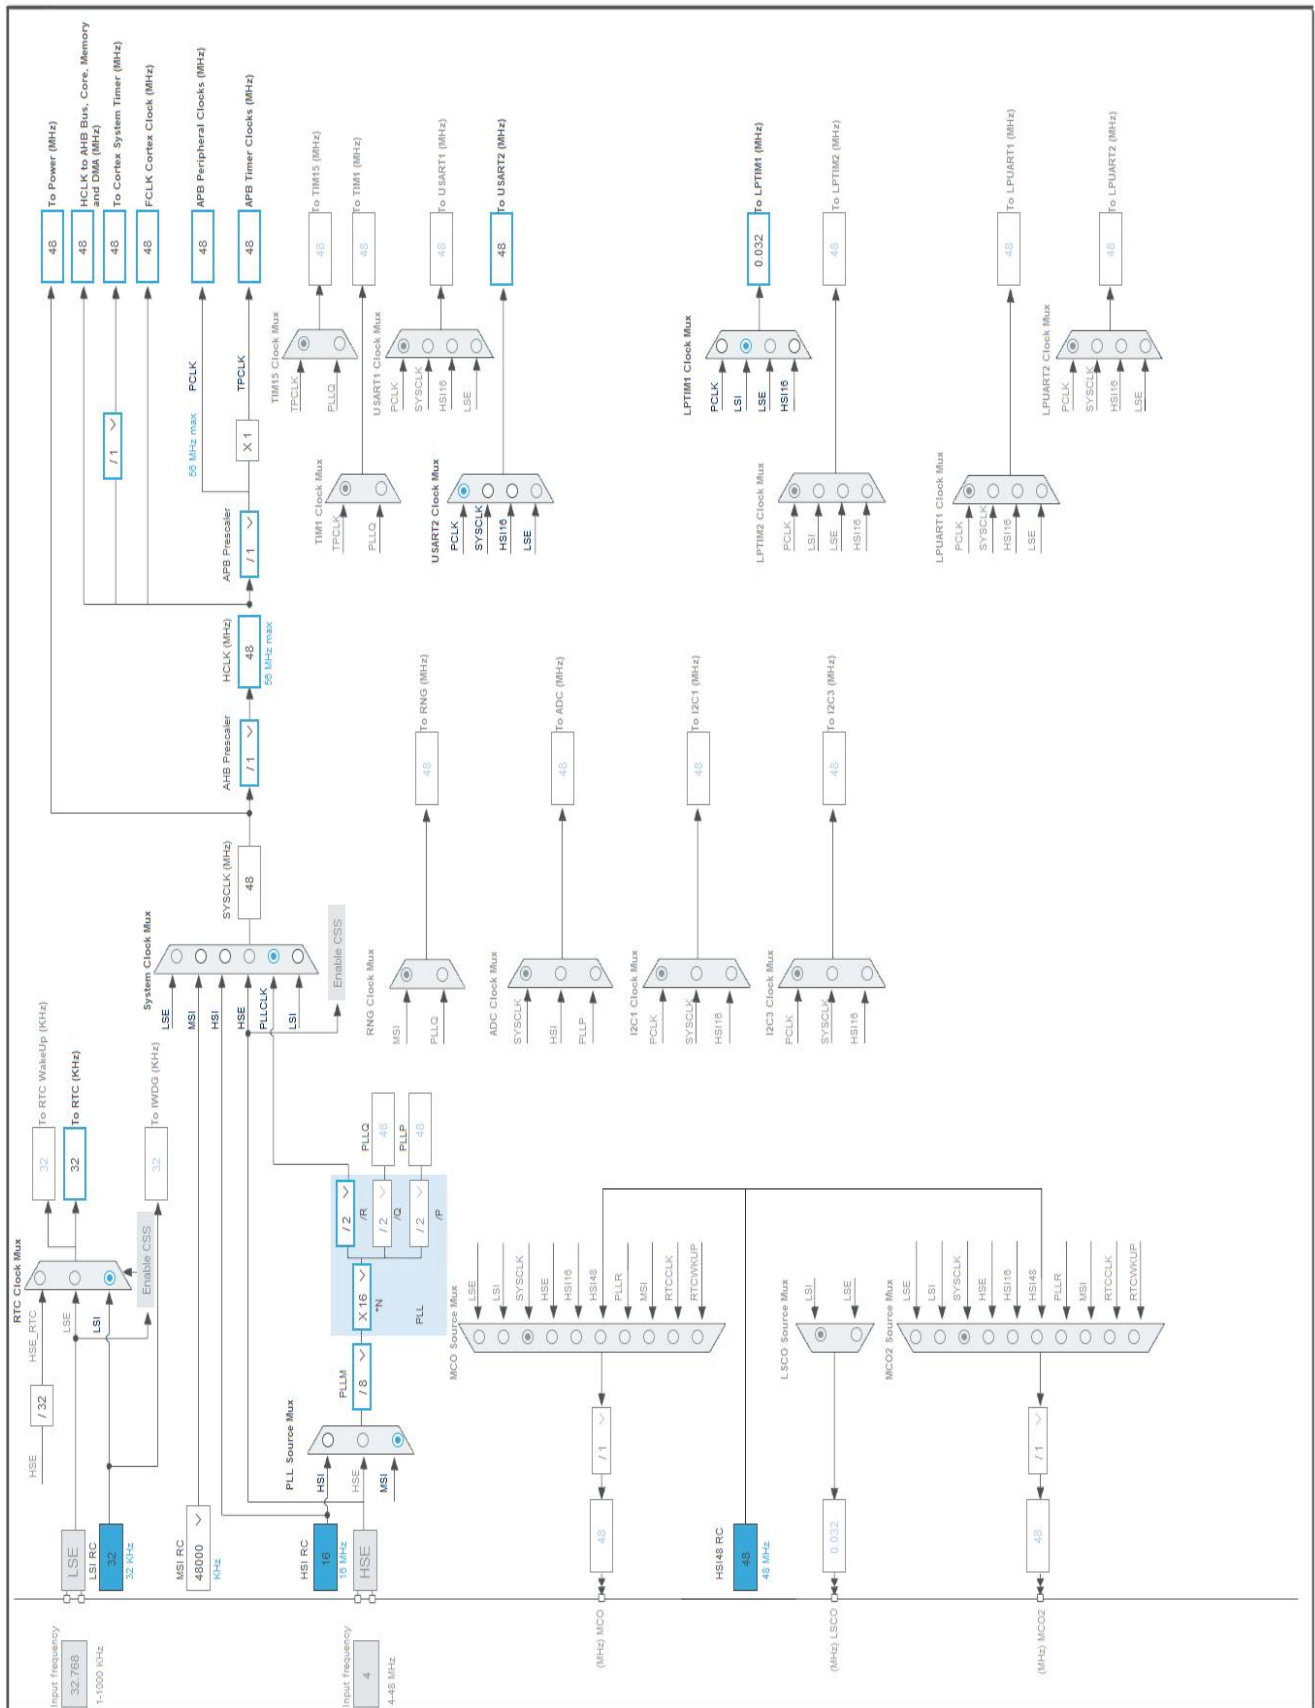 Input frequency
32.768
1-1000 KHz
LSE
LSI RC
32
32 KHz
HSE
/ 32
HSE_RTC
LSE
LSI
RTC Clock Mux
Enable CSS
32
To RTC WakeUp (KHz)
32
To RTC (KHz)
32
To IWDG (KHz)
MSI RC
48000
KHz
HSI RC
16
16 MHz
Input frequency
4
4-48 MHz
HSE
PLL Source Mux
HSI
HSE
MSI
PLLM
/ 8
X 16
*N
PLL
/ 2
/R
/ 2
/Q
/ 2
/P
PLLQ
48
PLLP
48
System Clock Mux
LSE
MSI
HSI
HSE
PLLCLK
LSI
Enable CSS
SYSCLK (MHz)
48
AHB Prescaler
/ 1
HCLK (MHz)
48
56 MHz max
APB Prescaler
/ 1
/ 1
56 MHz max
PCLK
X 1
TPCLK
48
To Power (MHz)
48
HCLK to AHB Bus, Core, Memory
and DMA (MHz)
48
To Cortex System Timer (MHz)
48
FCLK Cortex Clock (MHz)
48
APB Peripheral Clocks (MHz)
48
APB Timer Clocks (MHz)
TIM15 Clock Mux
TPCLK
PLLQ
48
To TIM15 (MHz)
TIM1 Clock Mux
TPCLK
PLLQ
48
To TIM1 (MHz)
USART1 Clock Mux
PCLK
SYSCLK
HSI16
LSE
48
To USART1 (MHz)
USART2 Clock Mux
PCLK
SYSCLK
HSI16
LSE
48
To USART2 (MHz)
LPTIM1 Clock Mux
PCLK
LSI
LSE
HSI16
0.032
To LPTIM1 (MHz)
LPTIM2 Clock Mux
PCLK
LSI
LSE
HSI16
48
To LPTIM2 (MHz)
LPUART1 Clock Mux
PCLK
SYSCLK
HSI16
LSE
48
To LPUART1 (MHz)
LPUART2 Clock Mux
PCLK
SYSCLK
HSI16
LSE
48
To LPUART2 (MHz)
RNG Clock Mux
MSI
PLLQ
48
To RNG (MHz)
ADC Clock Mux
SYSCLK
HSI
PLLP
48
To ADC (MHz)
I2C1 Clock Mux
PCLK
SYSCLK
HSI16
48
To I2C1 (MHz)
I2C3 Clock Mux
PCLK
SYSCLK
HSI16
48
To I2C3 (MHz)
MCO Source Mux
LSE
LSI
SYSCLK
HSE
HSI16
HSI48
PLLR
MSI
RTCCLK
RTCWKUP
/ 1
48
(MHz) MCO
HSI48 RC
48
48 MHz
LSCO Source Mux
LSI
LSE
0.032
(MHz) LSCO
MCO2 Source Mux
LSE
LSI
SYSCLK
HSE
HSI16
HSI48
PLLR
MSI
RTCCLK
RTCWKUP
/ 1
48
(MHz) MCO2